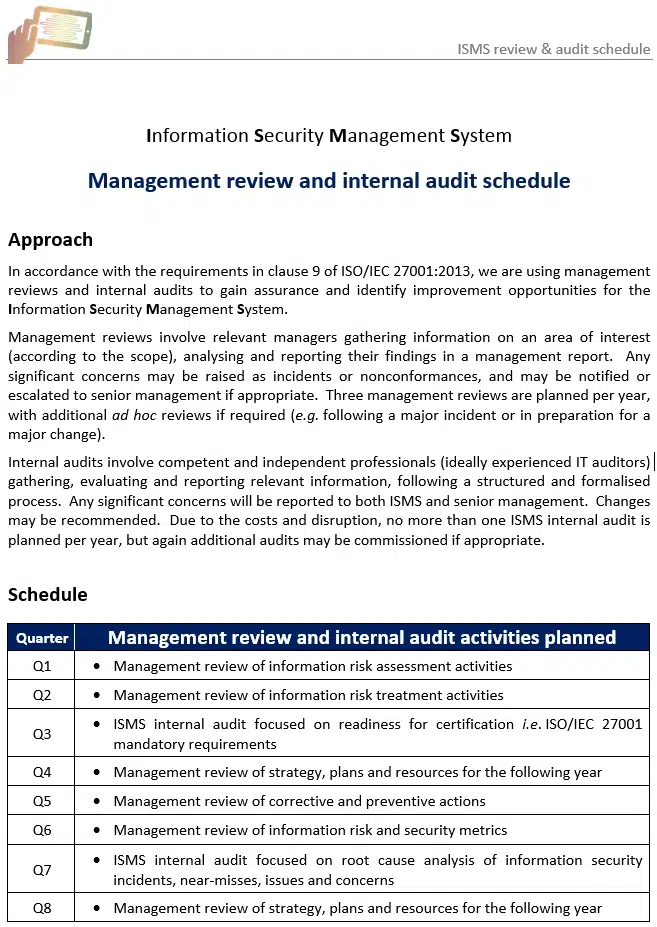 ISMS review & audit schedule
Information Security Management System
Management review and internal audit schedule
Approach
In accordance with the requirements in clause 9 of ISO/IEC 27001:2013, we are using management
reviews and internal audits to gain assurance and identify improvement opportunities for the
Information Security Management System.
Management reviews involve relevant managers gathering information on an area of interest
(according to the scope), analysing and reporting their findings in a management report. Any
significant concerns may be raised as incidents or nonconformances, and may be notified or
escalated to senior management if appropriate. Three management reviews are planned per year,
with additional ad hoc reviews if required (e.g. following a major incident or in preparation for a
major change).
Internal audits involve competent and independent professionals (ideally experienced IT auditors)
gathering, evaluating and reporting relevant information, following a structured and formalised
process. Any significant concerns will be reported to both ISMS and senior management. Changes
may be recommended. Due to the costs and disruption, no more than one ISMS internal audit is
planned per year, but again additional audits may be commissioned if appropriate.
Schedule
Quarter Management review and internal audit activities planned
Q1 • Management review of information risk assessment activities
Q2 • Management review of information risk treatment activities
Q3 • ISMS internal audit focused on readiness for certification i.e. ISO/IEC 27001
mandatory requirements
Q4 • Management review of strategy, plans and resources for the following year
Q5 • Management review of corrective and preventive actions
Q6 • Management review of information risk and security metrics
Q7 • ISMS internal audit focused on root cause analysis of information security
incidents, near-misses, issues and concerns
Q8 • Management review of strategy, plans and resources for the following year